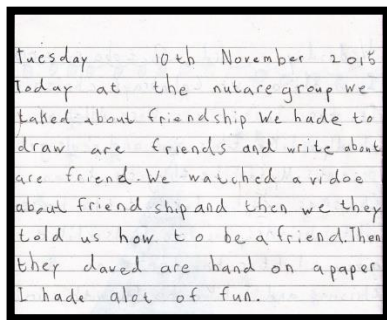 Tuesday 10th November 2015
Today at the nutare group we
talked about friendship We hade to
draw are friends and write about
are friend. We watched a vidoe
about friend ship and then we they
told us how to be a friend. Then
they daved are hand on a paper
I hade alot of fun.